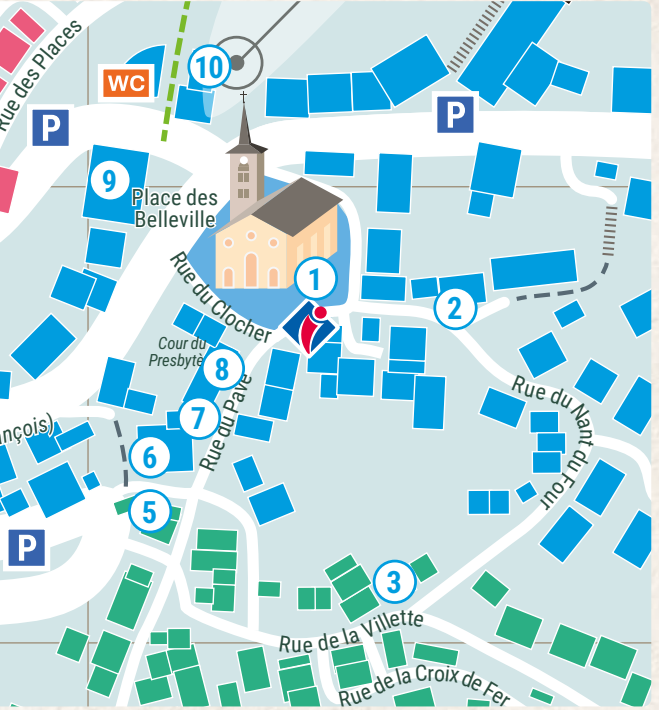 Rue des Places
10
WC
P
P
9
Place des
Belleville
1
Rue du Clocher
2
Cour du
Presbytè
8
Rue du Pavé
7
Rue du Nant du Four
nçois)
6
5
P
3
Rue de la Villette
Rue de la Croix de Fer